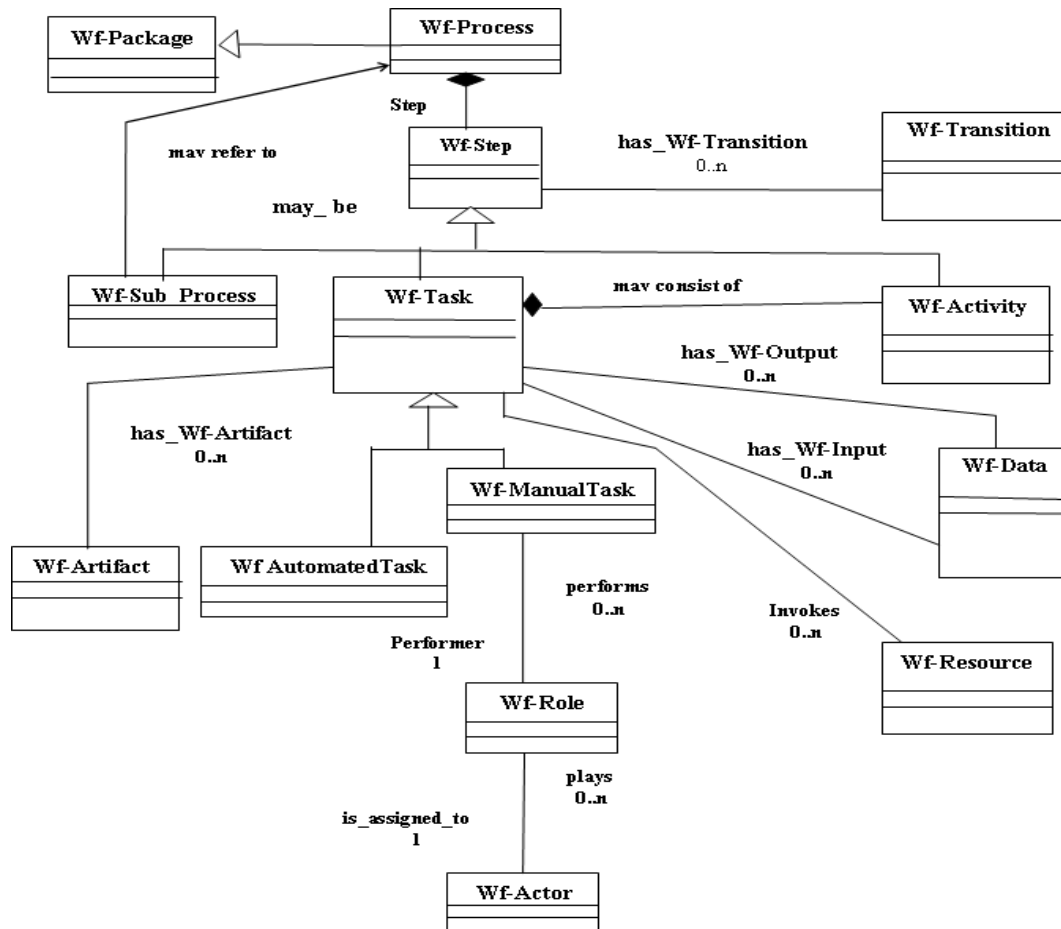 Wf-Package
Wf-Process
Step
Wf-Step
has_Wf-Transition
0..n
Wf-Transition
mav refer to
may_ be
Wf-Sub_Process
Wf-Task
mav consist of
Wf-Activity
has_Wf-Output
0..n
has_Wf-Artifact
0..n
has_Wf-Input
0..n
Wf-Data
Wf-ManualTask
Wf-Artifact
Wf AutomatedTask
performs
0..n
Invokes
0..n
Performer
1
Wf-Resource
Wf-Role
plays
0..n
is_assigned_to
1
Wf-Actor